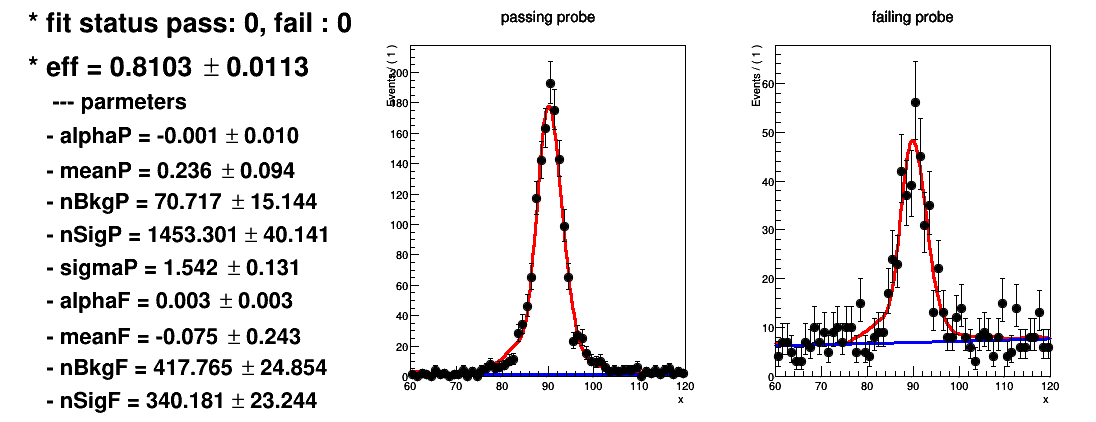 * fit status pass: 0, fail : 0
* eff = 0.8103 ± 0.0113
--- parmeters
- alphaP = -0.001 ± 0.010
- meanP = 0.236 ± 0.094
- nBkgP = 70.717 ± 15.144
- nSigP = 1453.301 ± 40.141
- sigmaP = 1.542 ± 0.131
- alphaF = 0.003 ± 0.003
- meanF = -0.075 ± 0.243
- nBkgF = 417.765 ± 24.854
- nSigF = 340.181 ± 23.244
passing probe
Events / ( 1 )
200
180
160
140
120
100
80
60
40
20
0
60 70 80 90 100 110 120
x
failing probe
Events / ( 1 )
60
50
40
30
20
10
0
60 70 80 90 100 110 120
x